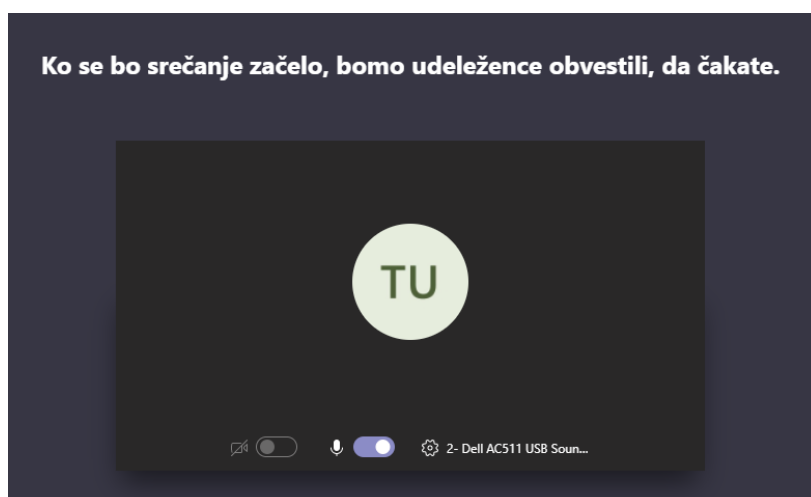 Ko se bo srečanje začelo, bomo udeležence obvestili, da čakate.
TU
2- Dell AC511 USB Soun...